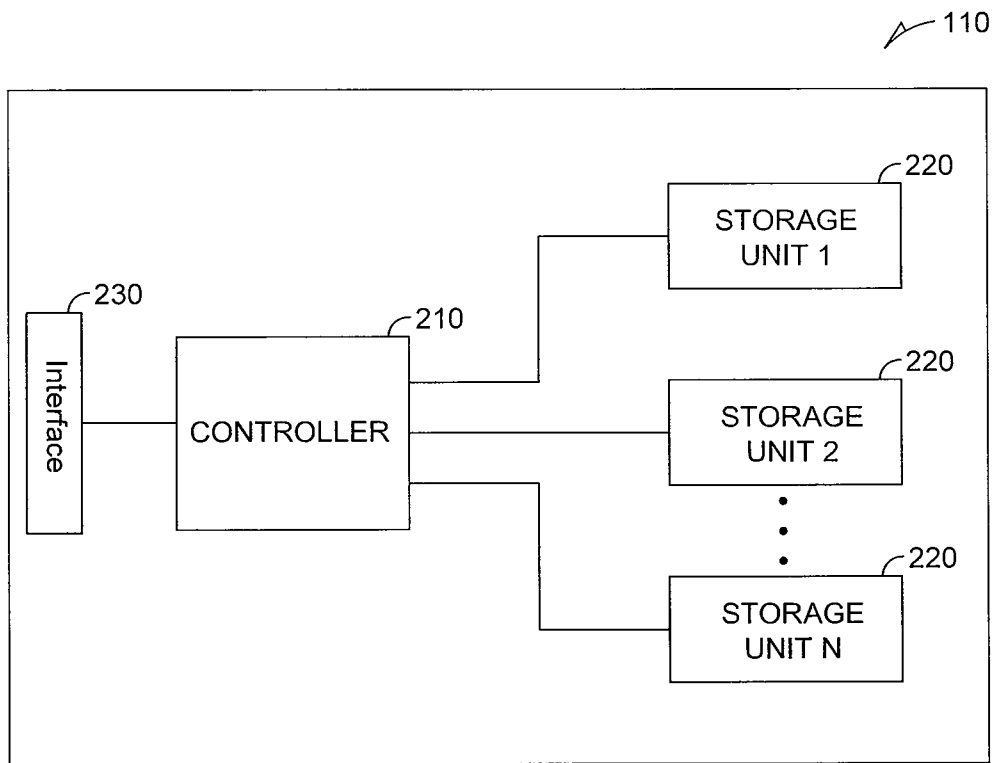 110
220
STORAGE
UNIT 1
230
210
Interface
CONTROLLER
220
STORAGE
UNIT 2
220
STORAGE
UNIT N